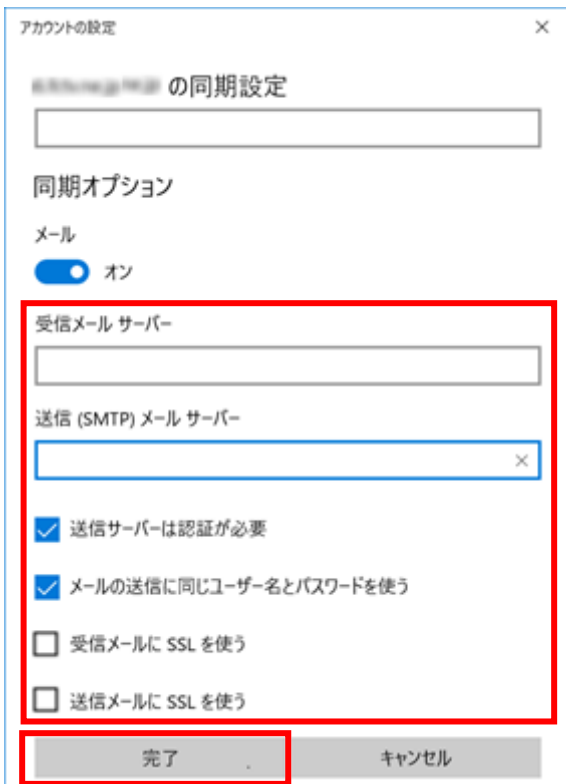 アカウントの設定
の同期設定
同期オプション
メール
オン
受信メール サーバー
送信 (SMTP) メール サーバー
送信サーバーは認証が必要
メールの送信に同じユーザー名とパスワードを使う
受信メールに SSL を使う
送信メールに SSL を使う
完了
キャンセル